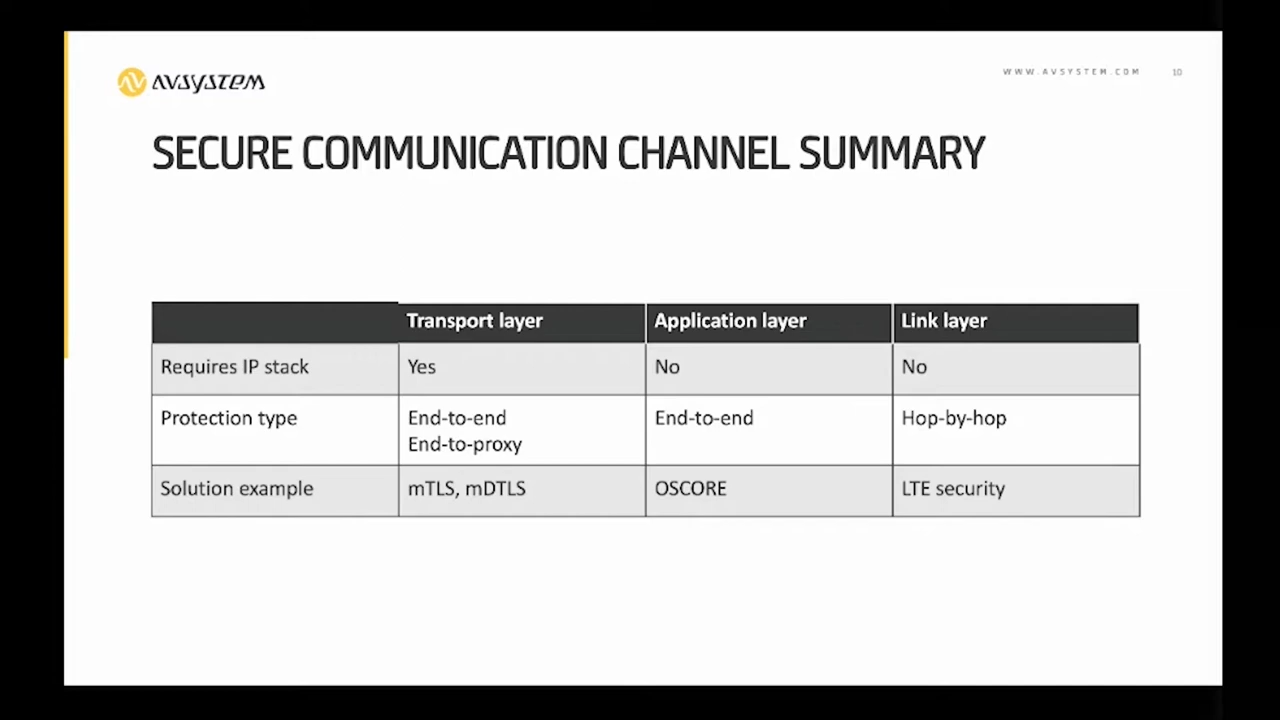 AVSYSTEM
WWW.AVSYSTEM.COM 10
SECURE COMMUNICATION CHANNEL SUMMARY
Transport layer Application layer Link layer
Requires IP stack Yes No No
Protection type End-to-end End-to-end Hop-by-hop
End-to-proxy
Solution example mTLS, mDTLS OSCORE LTE security